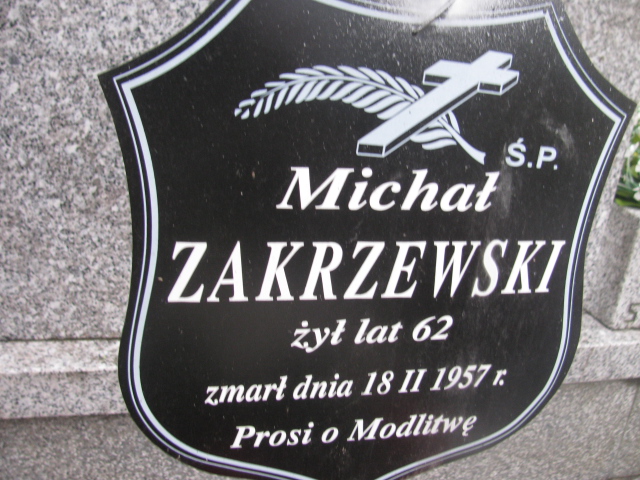 Ś.P.
Michał
ZAKRZEWSKI
żył lat 62
zmarł dnia 18 II 1957 r.
Prosi o Modlitwę